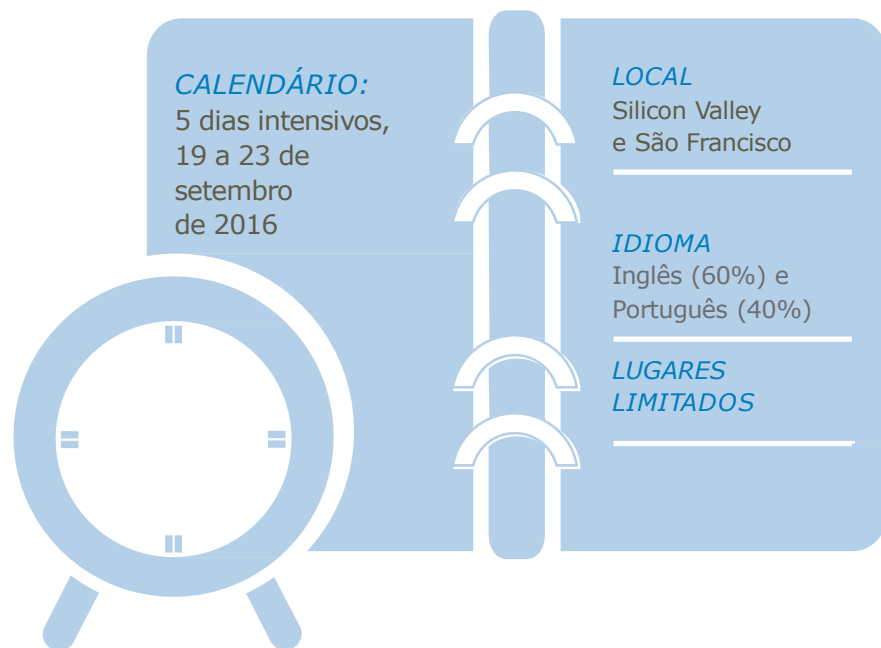 CALENDÁRIO:
5 dias intensivos,
19 a 23 de
setembro
de 2016
LOCAL
Silicon Valley
e São Francisco
IDIOMA
Inglês (60%) e
Português (40%)
LUGARES
LIMITADOS